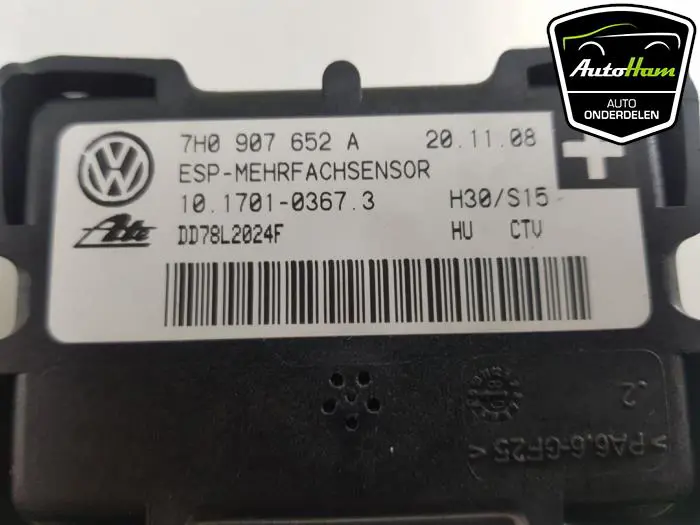 AutoHam
AUTO
ONDERDELEN
7H0 907 652 A 20.11.08
ESP-MEHRFACHSENSOR
10.1701-0367.3 H30/S15
Ate DD78L2024F HU CTV
.2
>PA6.6-GF25<